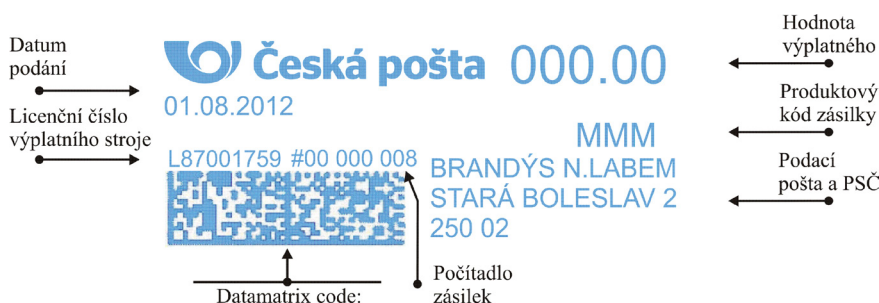 Datum
podání
Licenční číslo
výplatního stroje
Česká pošta 000.00
01.08.2012
MMM
L87001759 #00 000 008
BRANDÝS N.LABEM
STARÁ BOLESLAV 2
250 02
Hodnota
výplatného
Produktový
kód zásilky
Podací
pošta a PSČ
Datamatrix code:
Počítadlo
zásilek